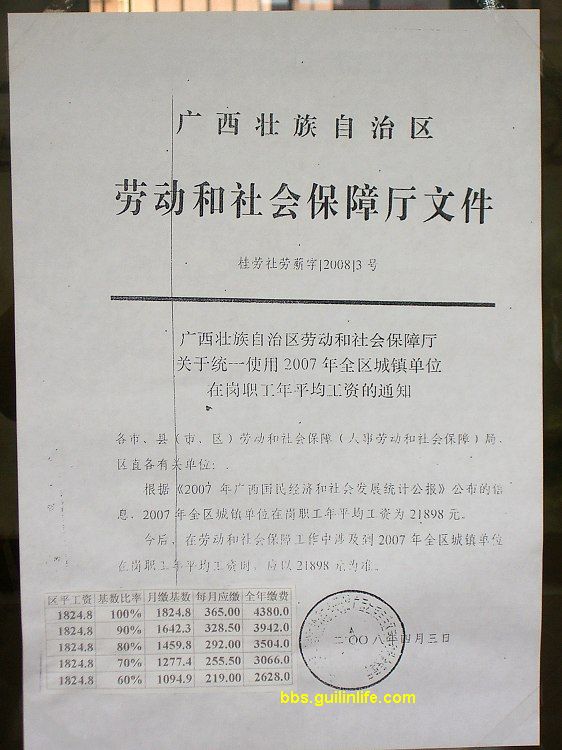 广西壮族自治区
劳动和社会保障厅文件
桂劳社劳薪字[2008]3号
广西壮族自治区劳动和社会保障厅
关于统一使用2007年全区城镇单位
在岗职工年平均工资的通知
各市、县(市、区)劳动和社会保障(人事劳动和社会保障)局,
区直各有关单位:
根据《2007年广西国民经济和社会发展统计公报》公布的信
息,2007年全区城镇单位在岗职工年平均工资为21898元。
今后,在劳动和社会保障工作中涉及到2007年全区城镇单位
在岗职工年平均工资时,应以21898元为准。
区平工资 基数比率 月缴基数 每月应缴 全年缴费
1824.8 100% 1824.8 365.00 4380.0
1824.8 90% 1642.3 328.50 3942.0
1824.8 80% 1459.8 292.00 3504.0
1824.8 70% 1277.4 255.50 3066.0
1824.8 60% 1094.9 219.00 2628.0
二〇〇八年四月三日
bbs.guilinlife.com